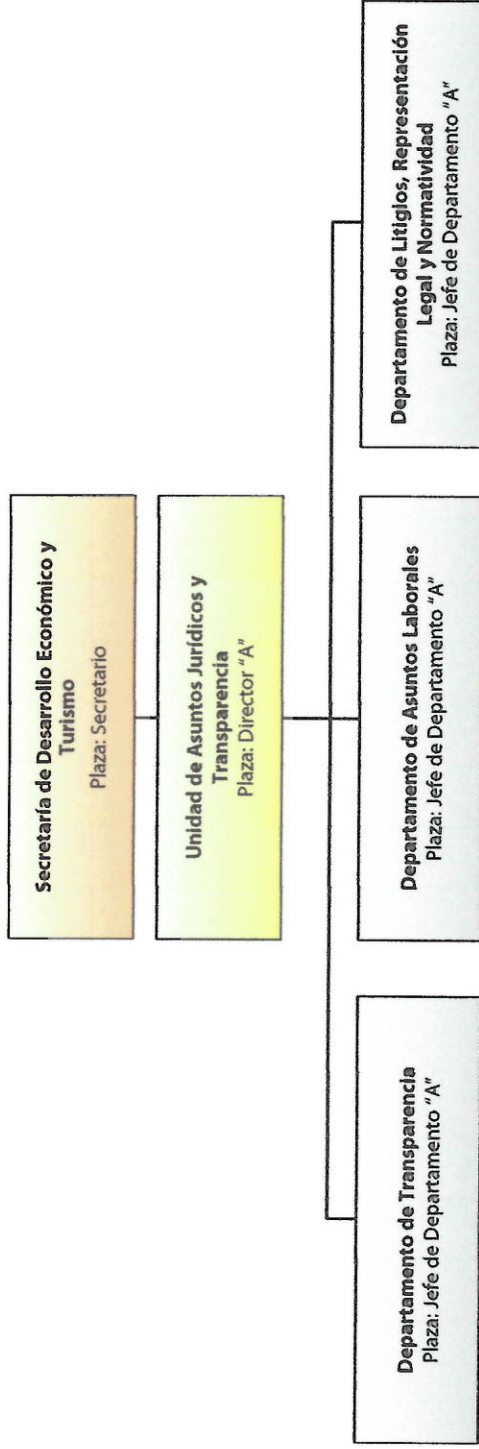 Secretaría de Desarrollo Económico y
Turismo
Plaza: Secretario
Unidad de Asuntos Jurídicos y
Transparencia
Plaza: Director "A"
Departamento de Transparencia
Plaza: Jefe de Departamento "A"
Departamento de Asuntos Laborales
Plaza: Jefe de Departamento "A"
Departamento de Litigios, Representación
Legal y Normatividad
Plaza: Jefe de Departamento "A"